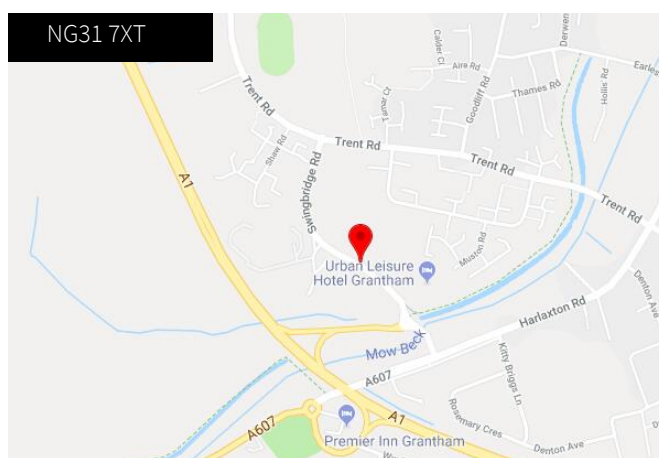 NG31 7XT
Calder Cl
Aire Rd
Derwen
Earles
Hollis Rd
Thames Rd
Goodliff Rd
Tamar Ct
Trent Rd
Trent Rd
Trent Rd
Trent Rd
Shaw Rd
A1
Swingbridge Rd
Urban Leisure
Hotel Grantham
Muston Rd
Harlaxton Rd
Denton Ave
Mow Beck
Kitty Briggs Ln
A607
Rosemary Cres
A1
A607
Premier Inn Grantham
Denton Ave
D